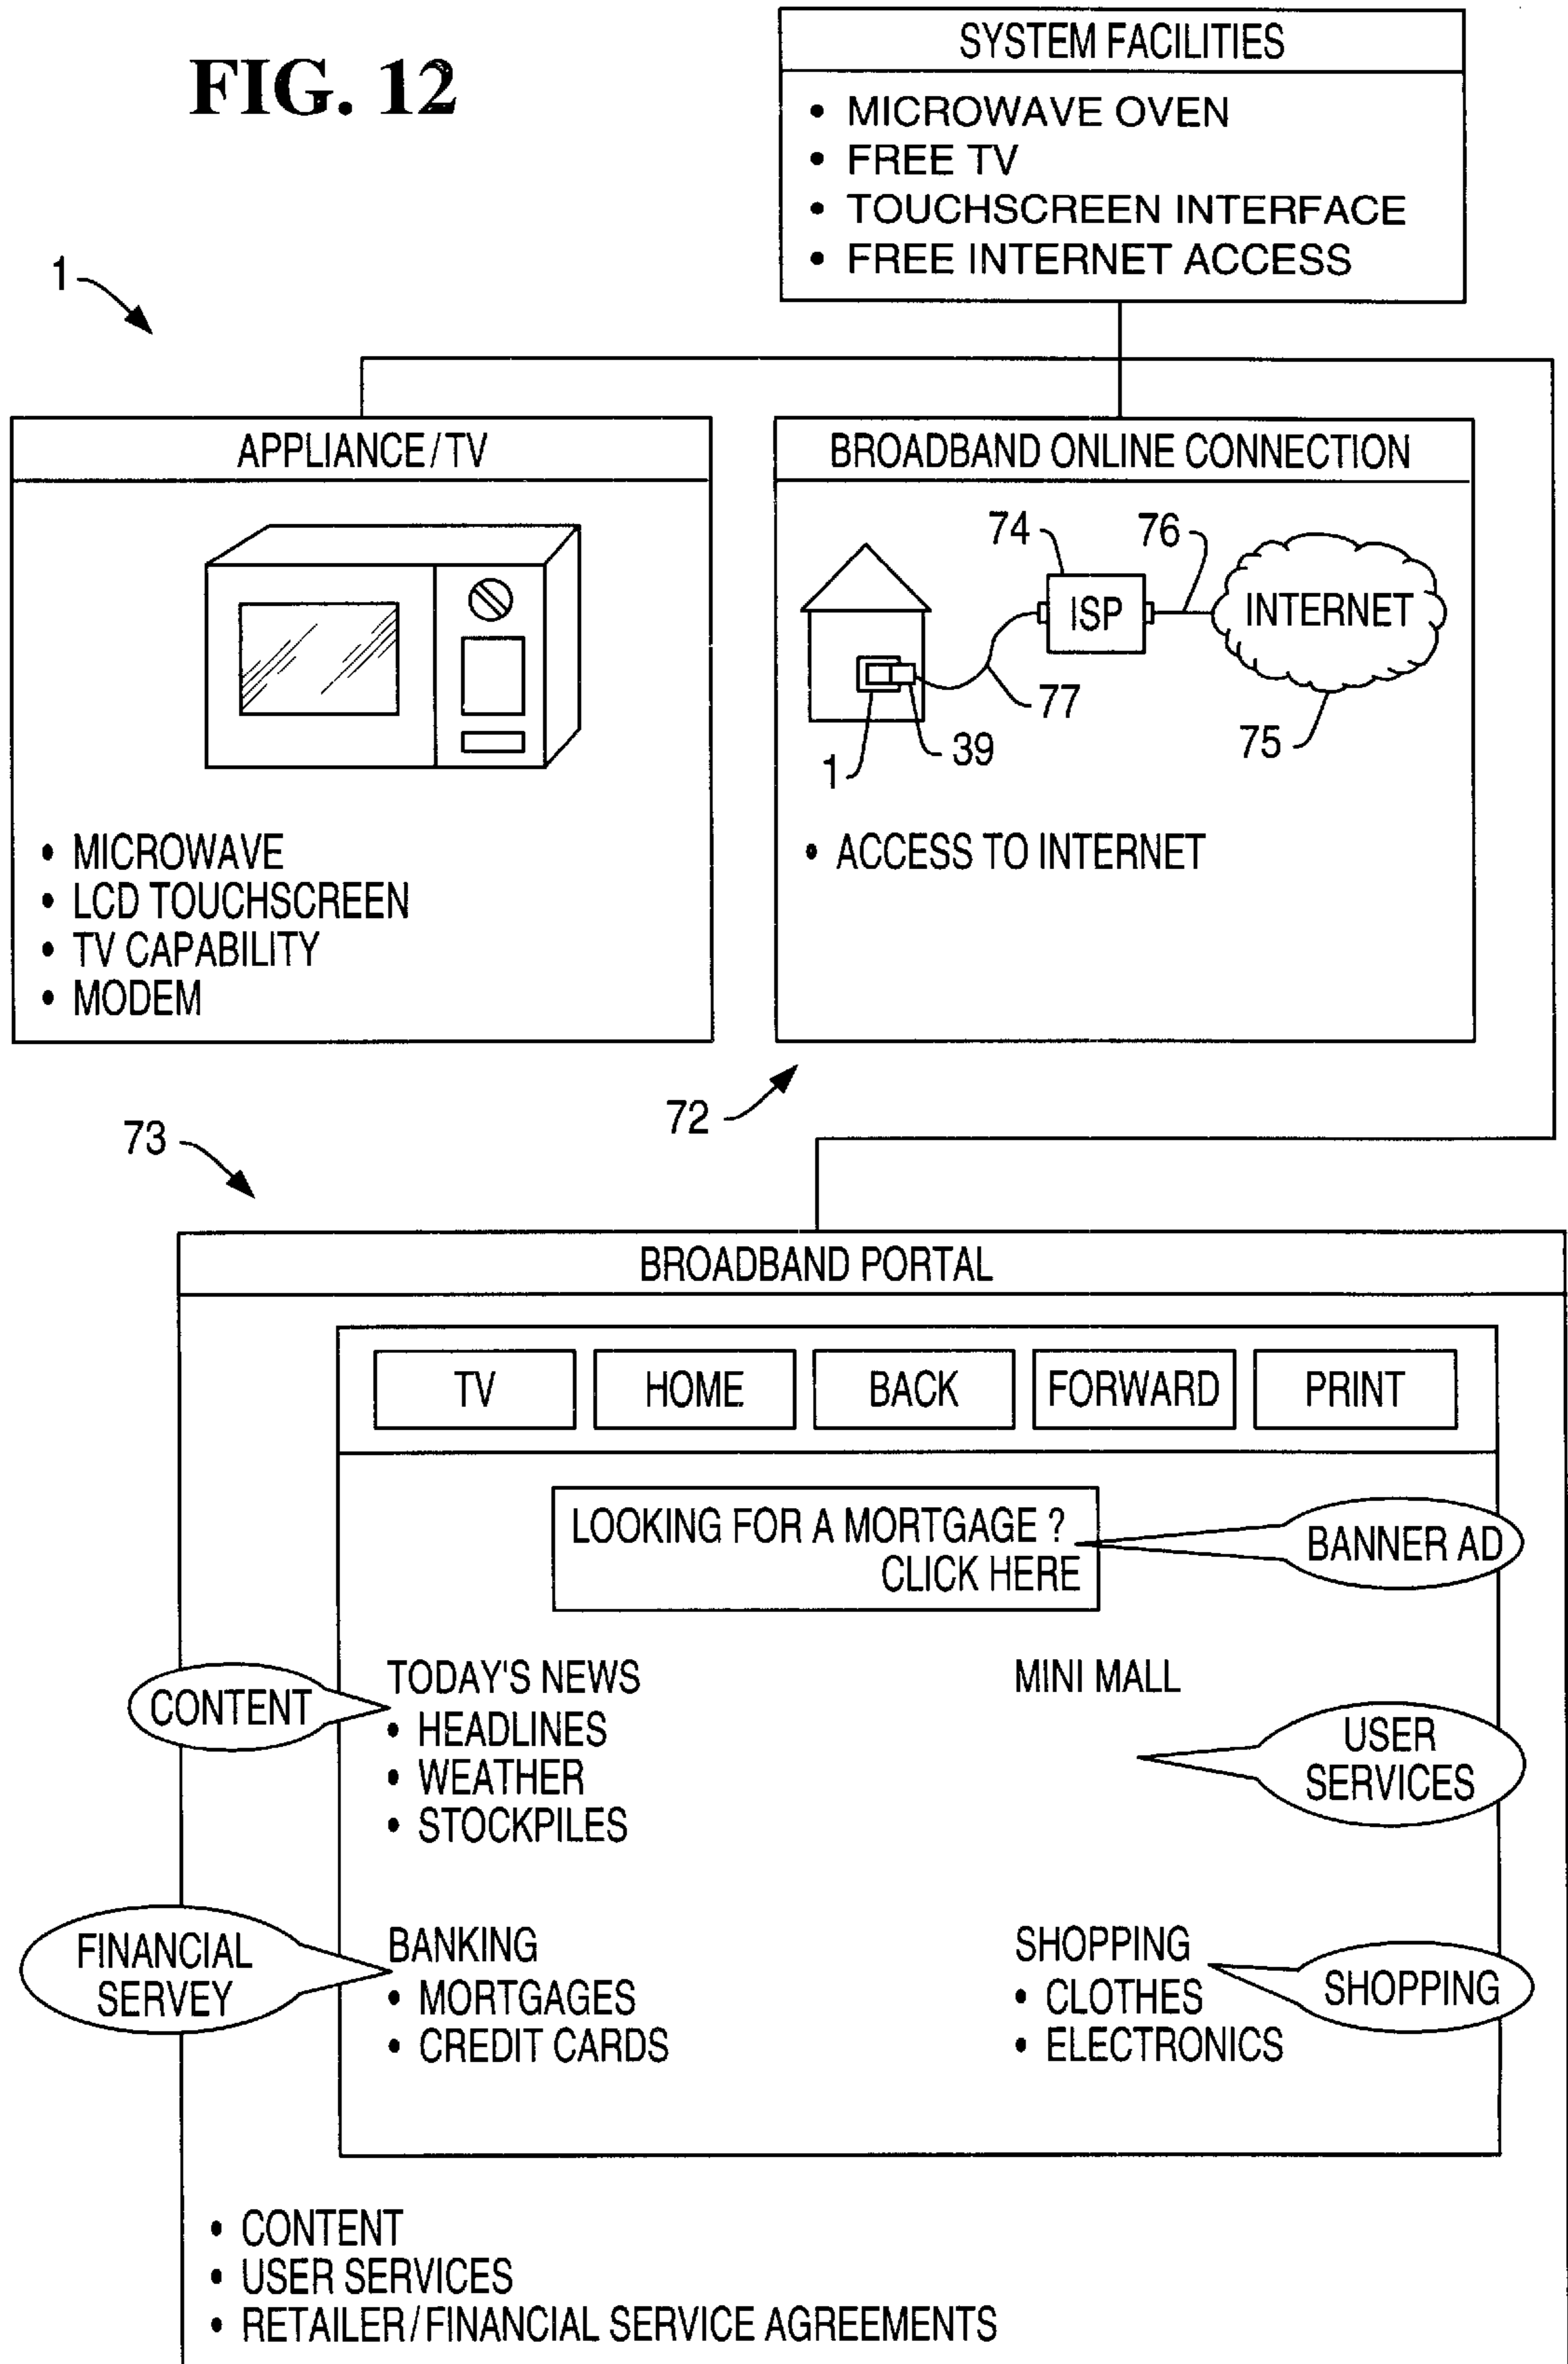 FIG. 12
SYSTEM FACILITIES
• MICROWAVE OVEN
• FREE TV
• TOUCHSCREEN INTERFACE
• FREE INTERNET ACCESS
1
APPLIANCE/TV
• MICROWAVE
• LCD TOUCHSCREEN
• TV CAPABILITY
• MODEM
BROADBAND ONLINE CONNECTION
74
76
ISP
INTERNET
77
75
39
1
• ACCESS TO INTERNET
72
73
BROADBAND PORTAL
TV
HOME
BACK
FORWARD
PRINT
LOOKING FOR A MORTGAGE ?
CLICK HERE
BANNER AD
CONTENT
TODAY'S NEWS
• HEADLINES
• WEATHER
• STOCKPILES
MINI MALL
USER
SERVICES
FINANCIAL
SERVEY
BANKING
• MORTGAGES
• CREDIT CARDS
SHOPPING
• CLOTHES
• ELECTRONICS
SHOPPING
• CONTENT
• USER SERVICES
• RETAILER/FINANCIAL SERVICE AGREEMENTS